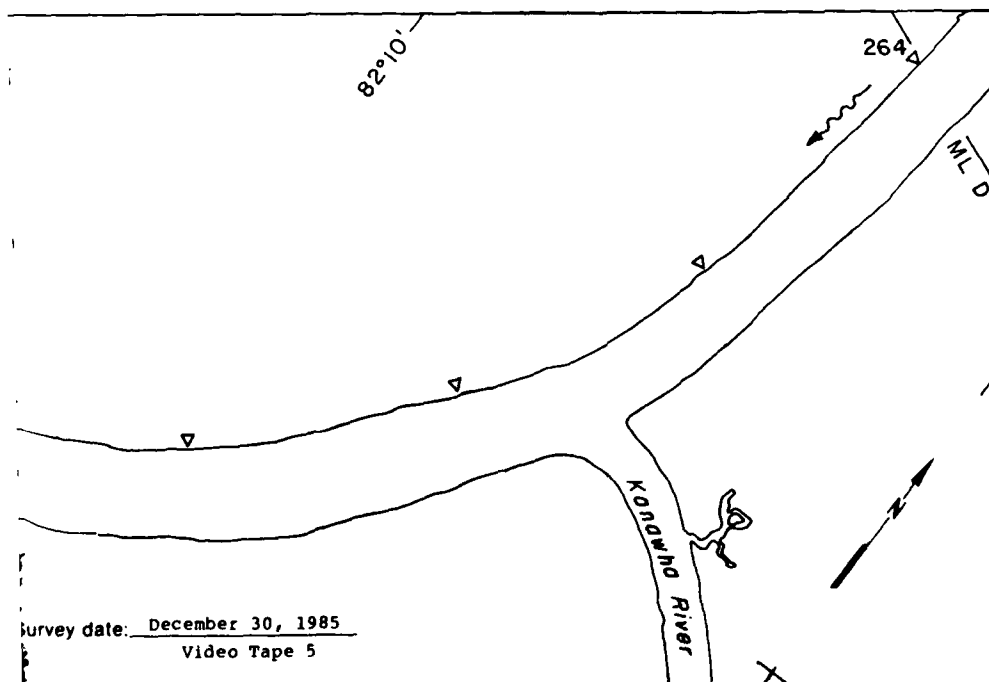 82°10'
264
ML D
N
Kanawha River
Survey date: December 30, 1985
Video Tape 5